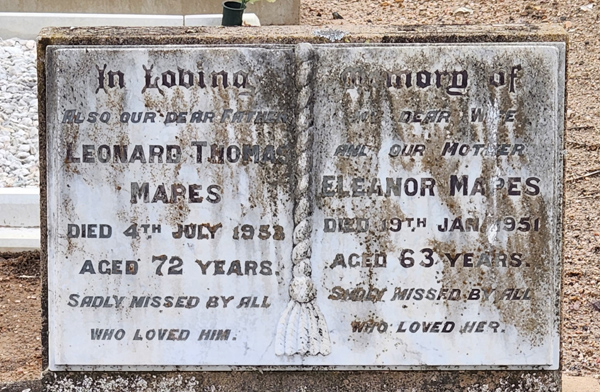 In Loving
Also our dear Father
Leonard Thomas
Mapes
Died 4th July
aged 72 years.
Sadly missed by all
who loved him.
Memory of
My dear Wife
and our Mother
Eleanor Mapes
Died 19th Jan. 1951
aged 63 years.
Sadly missed by all
who loved her.